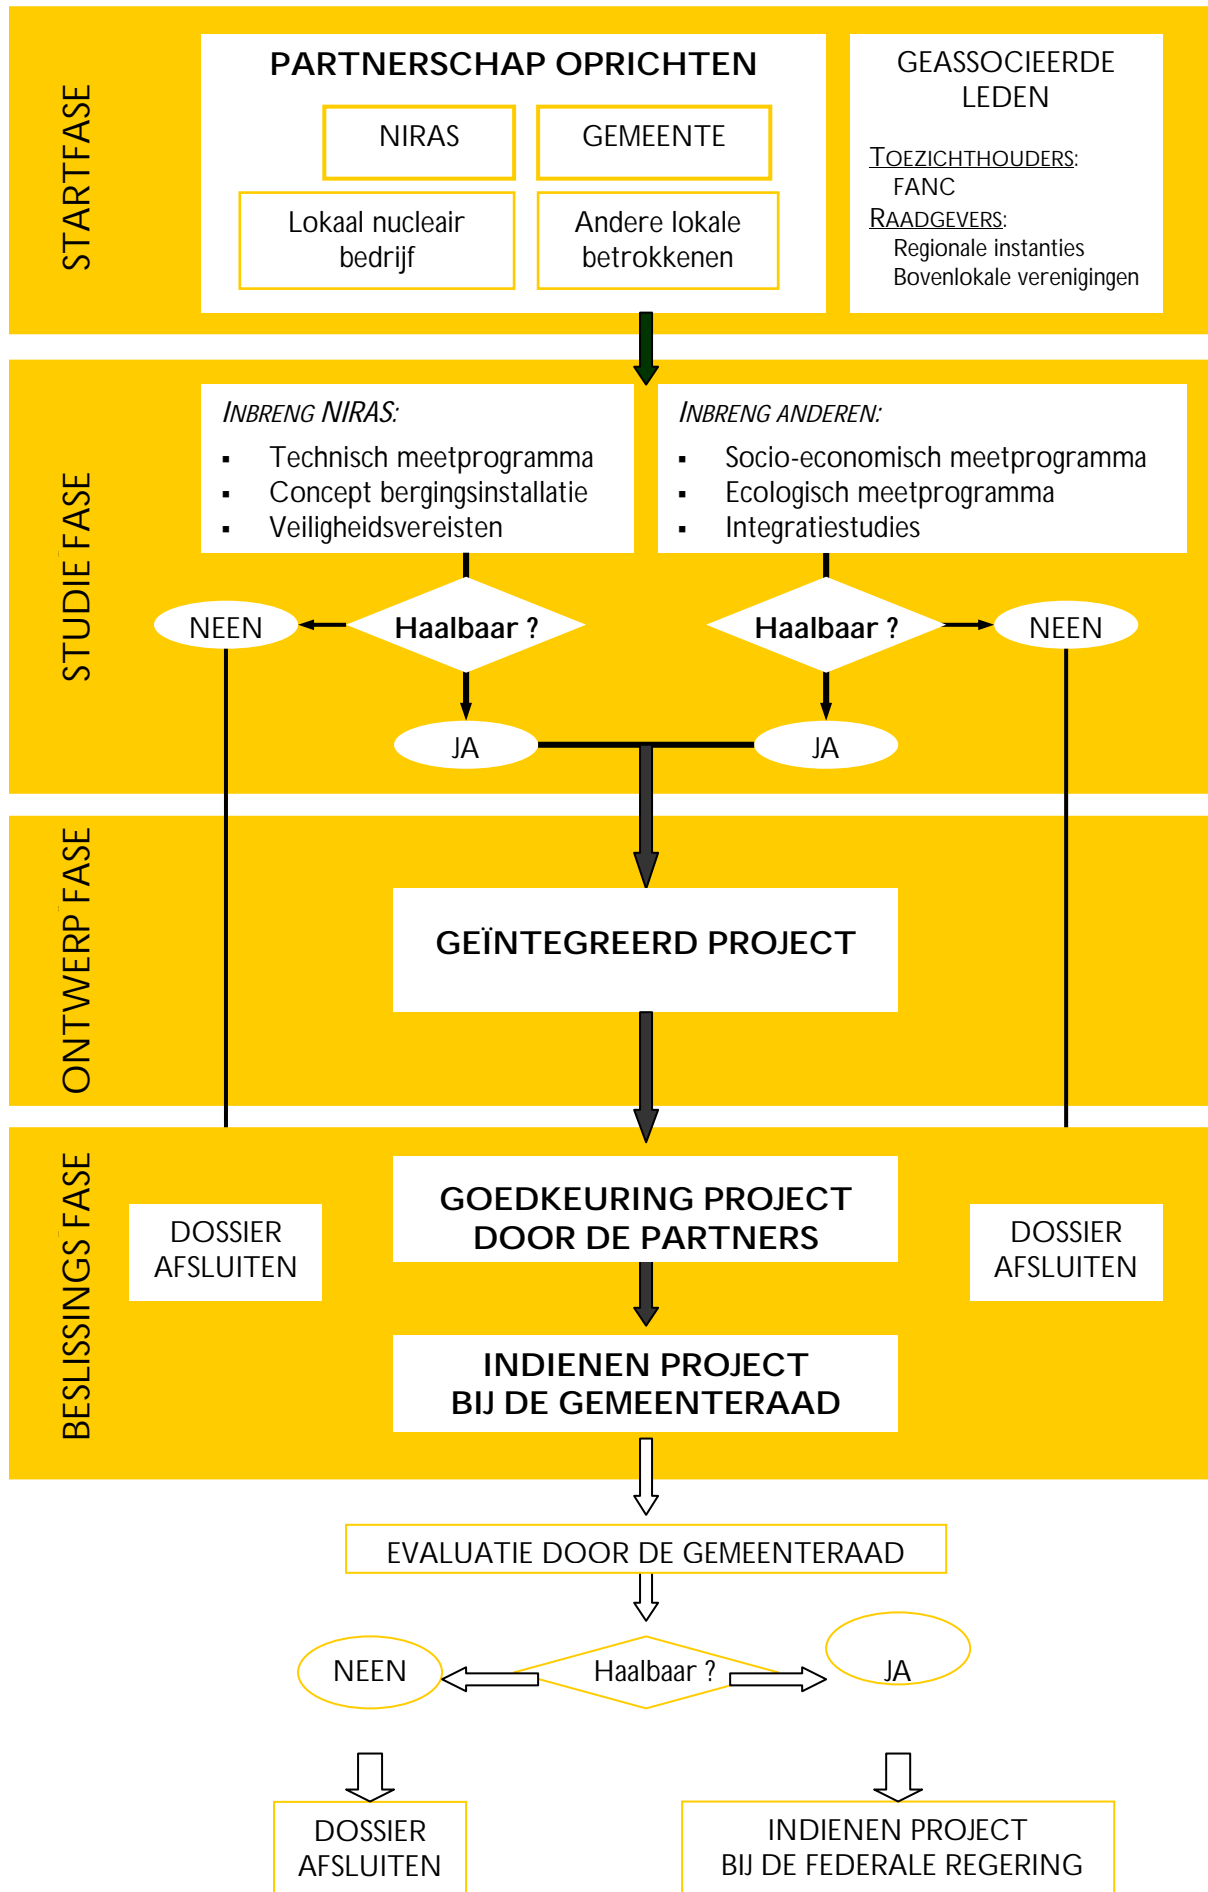 STARTFASE
PARTNERSCHAP OPRICHTEN
NIRAS
GEMEENTE
Lokaal nucleair
bedrijf
Andere lokale
betrokkenen
GEASSOCIEERDE
LEDEN
TOEZICHTHOUDERS:
FANC
RAADGEVERS:
Regionale instanties
Bovenlokale verenigingen
STUDIE FASE
INBRENG NIRAS:
▪ Technisch meetprogramma
▪ Concept bergingsinstallatie
▪ Veiligheidsvereisten
INBRENG ANDEREN:
▪ Socio-economisch meetprogramma
▪ Ecologisch meetprogramma
▪ Integratiestudies
NEEN
Haalbaar ?
Haalbaar ?
NEEN
JA
JA
ONTWERP FASE
GEÏNTEGREERD PROJECT
BESLISSINGS FASE
GOEDKEURING PROJECT
DOOR DE PARTNERS
DOSSIER
AFSLUITEN
DOSSIER
AFSLUITEN
INDIENEN PROJECT
BIJ DE GEMEENTERAAD
EVALUATIE DOOR DE GEMEENTERAAD
NEEN
Haalbaar ?
JA
DOSSIER
AFSLUITEN
INDIENEN PROJECT
BIJ DE FEDERALE REGERING